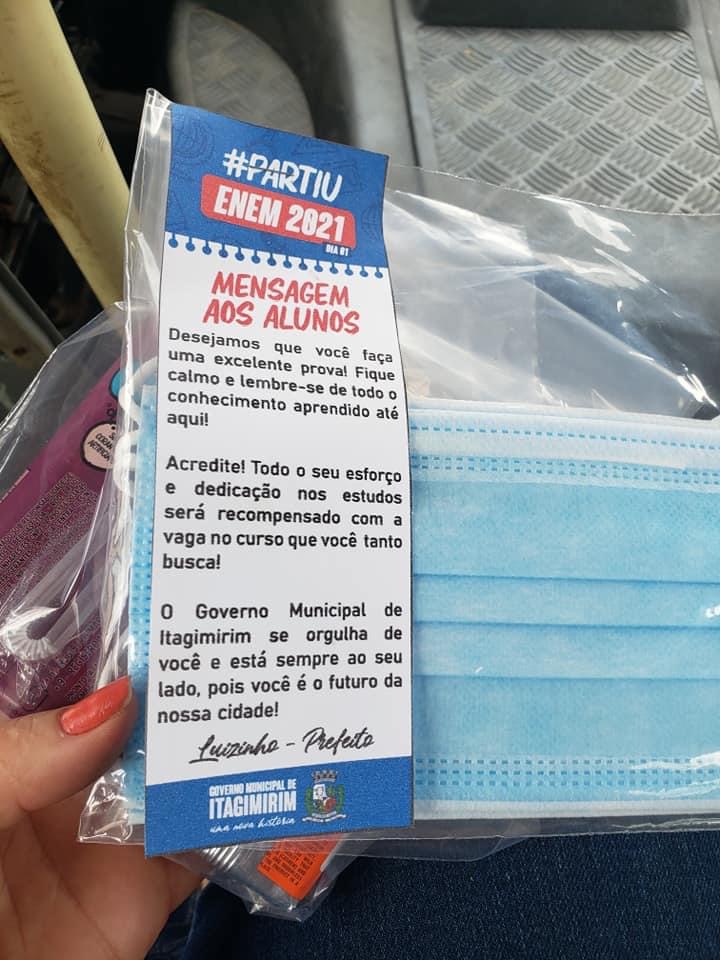 #PARTIU
ENEM 2021
DIA 01
MENSAGEM
AOS ALUNOS
Desejamos que você faça
uma excelente prova! Fique
calmo e lembre-se de todo o
conhecimento aprendido até
aqui!
Acredite! Todo o seu esforço
e dedicação nos estudos
será recompensado com a
vaga no curso que você tanto
busca!
O Governo Municipal de
Itagimirim se orgulha de
você e está sempre ao seu
lado, pois você é o futuro da
nossa cidade!
Luizinho - Prefeito
GOVERNO MUNICIPAL DE
ITAGIMIRIM
uma nova história